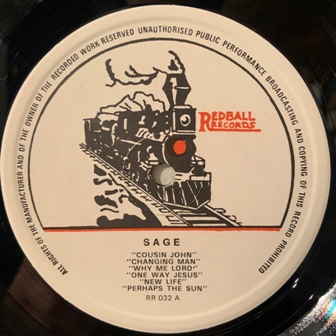 ALL RIGHTS OF THE MANUFACTURER AND OF THE OWNER OF THE RECORDED WORK RESERVED UNAUTHORISED PUBLIC PERFORMANCE BROADCASTING AND COPYING OF THIS RECORD PROHIBITED
REDBALL
RECORDS
SAGE
"COUSIN JOHN"
"CHANGING MAN"
"WHY ME LORD"
"ONE WAY JESUS"
"NEW LIFE"
"PERHAPS THE SUN"
RR 032 A